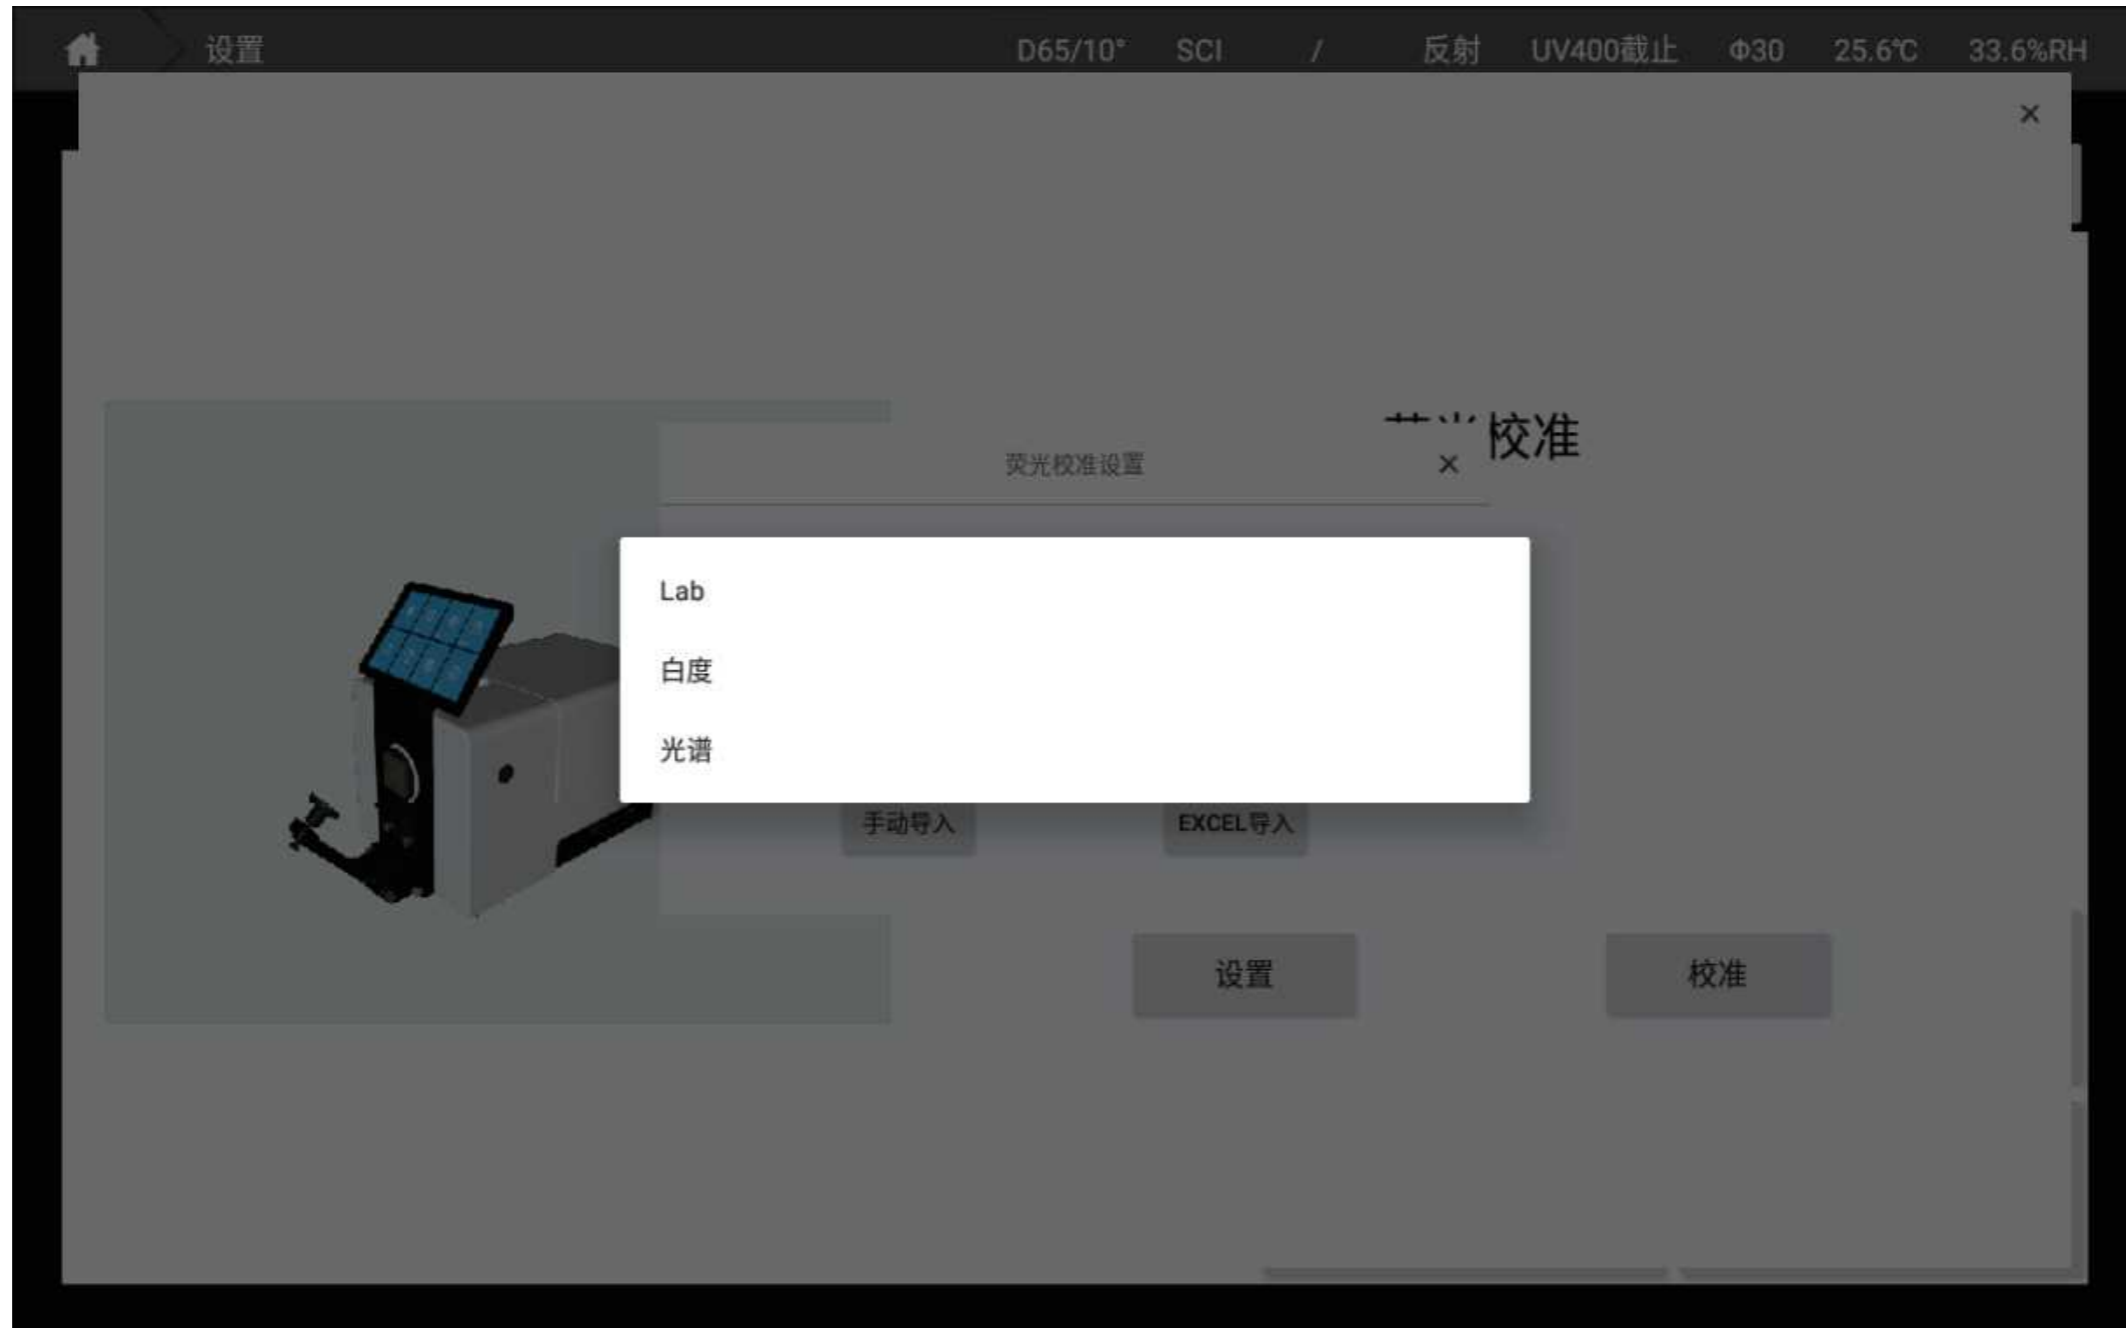 设置 D65/10° SCI / 反射 UV400截止 Φ30 25.6℃ 33.6%RH
校准
荧光校准设置
Lab
白度
光谱
手动导入 EXCEL导入
设置 校准